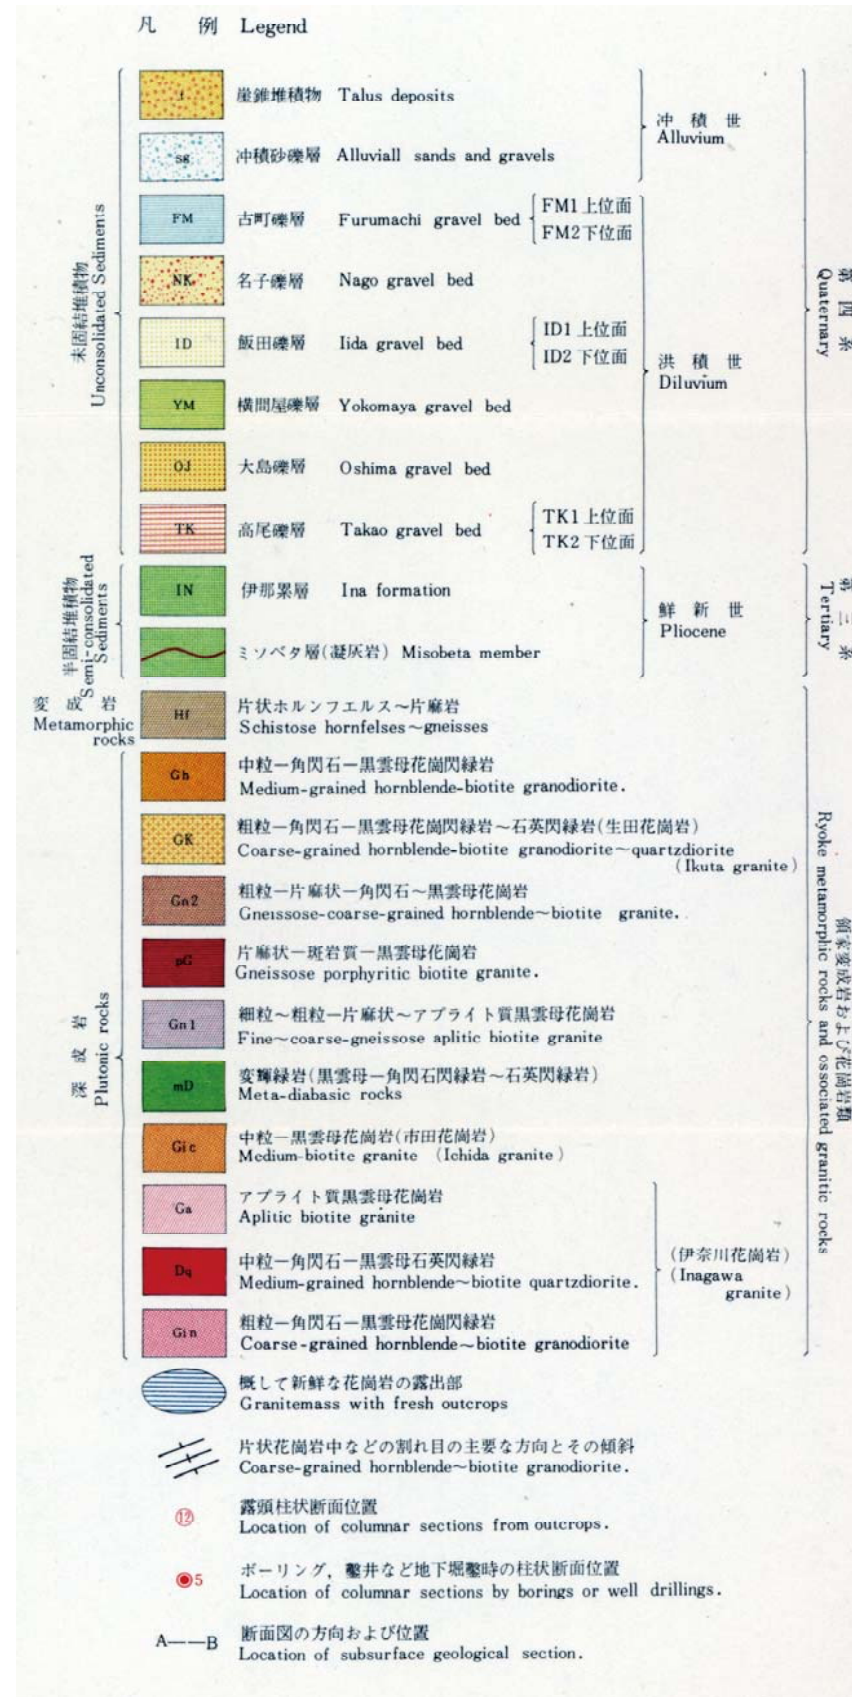 凡 例 Legend
t 崖錐堆積物 Talus deposits
sg 冲積砂礫層 Alluviall sands and gravels
冲積世
Alluvium
FM 古町礫層 Furumachi gravel bed
FM1上位面
FM2下位面
NK 名子礫層 Nago gravel bed
ID 飯田礫層 Iida gravel bed
ID1 上位面
ID2 下位面
YM 横間屋礫層 Yokomaya gravel bed
OJ 大島礫層 Oshima gravel bed
TK 高尾礫層 Takao gravel bed
TK1上位面
TK2下位面
洪積世
Diluvium
未固結堆積物
Unconsolidated Sediments
第四系
Quaternary
IN 伊那累層 Ina formation
ミソベタ層(凝灰岩) Misobeta member
鮮新世
Pliocene
半固結堆積物
Semi-consolidated
Sediments
第三系
Tertiary
変成岩
Metamorphic
rocks
Hf 片状ホルンフエルス～片麻岩
Schistose hornfelses～gneisses
Gh 中粒－角閃石－黒雲母花崗閃緑岩
Medium-grained hornblende-biotite granodiorite.
GK 粗粒－角閃石－黒雲母花崗閃緑岩～石英閃緑岩(生田花崗岩)
Coarse-grained hornblende-biotite granodiorite～quartzdiorite
(Ikuta granite)
Gn2 粗粒－片麻状－角閃石～黒雲母花崗岩
Gneissose-coarse-grained hornblende～biotite granite.
pG 片麻状－斑岩質－黒雲母花崗岩
Gneissose porphyritic biotite granite.
Gn1 細粒～粗粒－片麻状～アプライト質黒雲母花崗岩
Fine～coarse-gneissose aplitic biotite granite
mD 変輝緑岩(黒雲母－角閃石閃緑岩～石英閃緑岩)
Meta-diabasic rocks
Gic 中粒－黒雲母花崗岩(市田花崗岩)
Medium-biotite granite (Ichida granite)
Ga アプライト質黒雲母花崗岩
Aplitic biotite granite
Dq 中粒－角閃石－黒雲母石英閃緑岩
Medium-grained hornblende～biotite quartzdiorite.
Gin 粗粒－角閃石－黒雲母花崗閃緑岩
Coarse-grained hornblende～biotite granodiorite
(伊奈川花崗岩)
(Inagawa
granite)
深成岩
Plutonic rocks
領家変成岩および花崗岩類
Ryoke metamorphic rocks and ossociated granitic rocks
概して新鮮な花崗岩の露出部
Granitemass with fresh outcrops
片状花崗岩中などの割れ目の主要な方向とその傾斜
Coarse-grained hornblende～biotite granodiorite.
⑫ 露頭柱状断面位置
Location of columnar sections from outcrops.
5 ボーリング，鑿井など地下堀鑿時の柱状断面位置
Location of columnar sections by borings or well drillings.
A——B 断面図の方向および位置
Location of subsurface geological section.